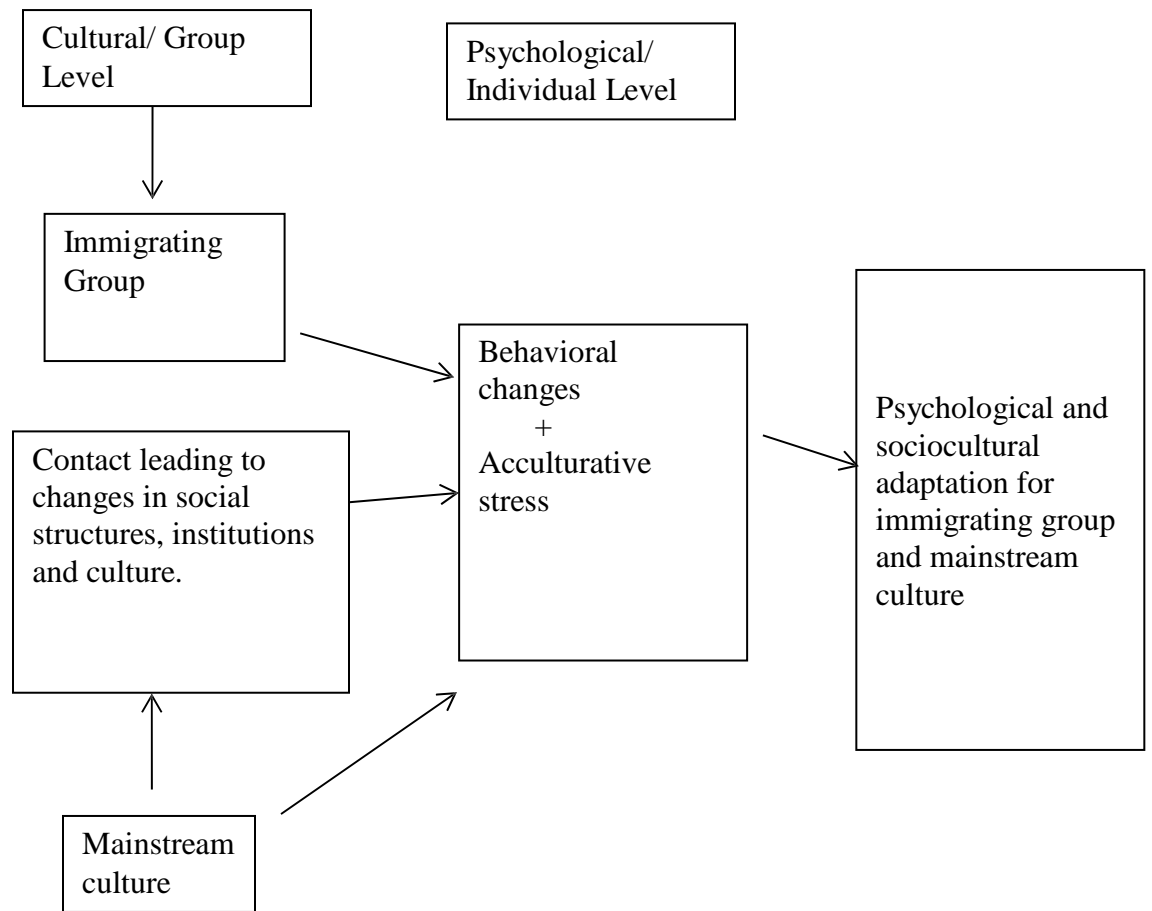 Cultural/ Group
Level
Psychological/
Individual Level
Immigrating
Group
Contact leading to
changes in social
structures, institutions
and culture.
Mainstream
culture
Behavioral
changes
+
Acculturative
stress
Psychological and
sociocultural
adaptation for
immigrating group
and mainstream
culture